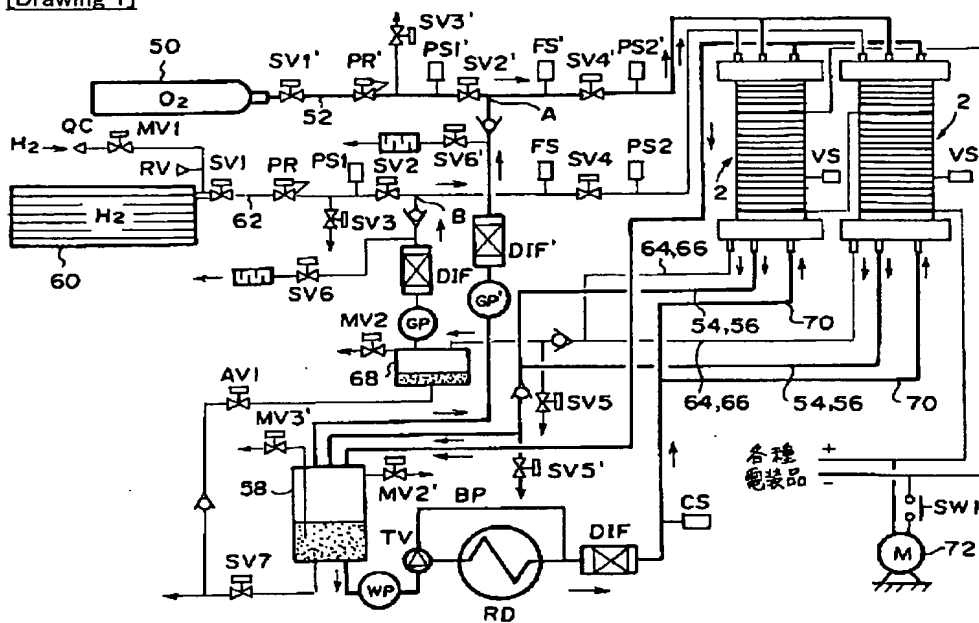 [Drawing 1]
SV3'
50
SV1'
PR'
PS1'
SV2'
FS'
SV4'
PS2'
O2
52
A
QC
MV1
H2
RV
SV1
PR
PS1
SV2
SV6'
FS
SV4
PS2
2
VS
2
VS
H2
62
SV3
B
60
DIF
DIF'
SV6
GP
GP'
64,66
MV2
68
54,56
70
AV1
SV5
64,66
54,56
70
MV3'
58
MV2'
SV5'
各種
電装品
+
-
BP
CS
SW1
TV
DIF
SV7
WP
RD
M
72